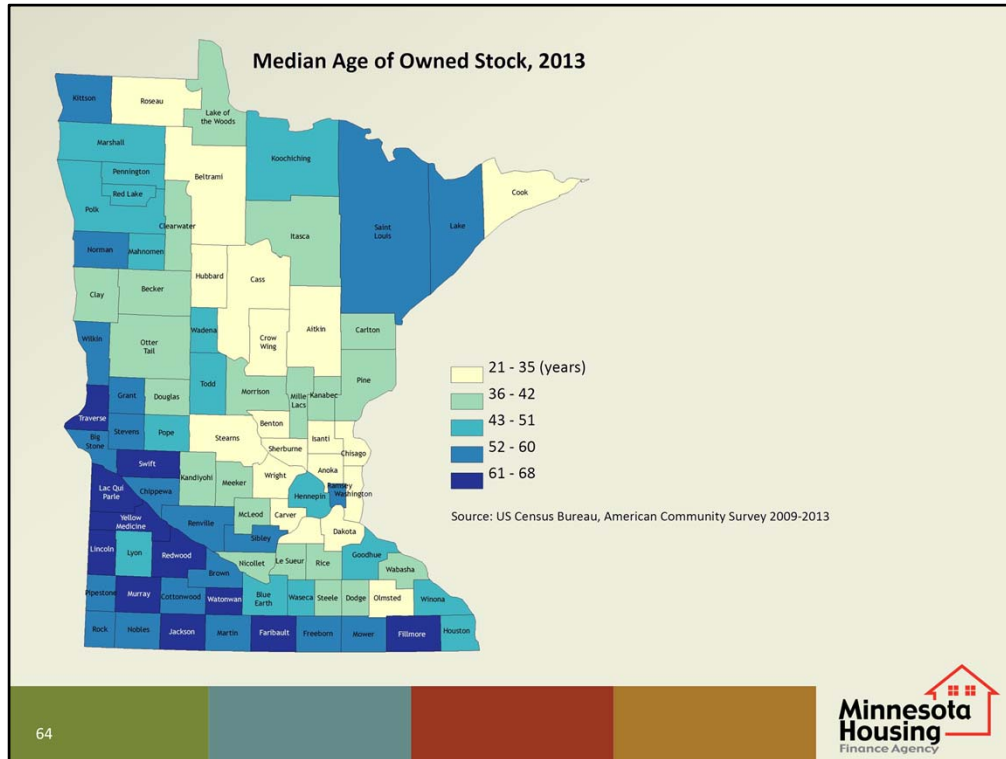 Median Age of Owned Stock, 2013
Kittson
Roseau
Lake of
the Woods
Marshall
Koochiching
Pennington
Red Lake
Beltrami
Polk
Clearwater
Cook
Saint
Louis
Lake
Itasca
Norman
Mahnomen
Hubbard
Cass
Clay
Becker
Aitkin
Wadena
Crow
Wing
Carlton
Wilkin
Otter
Tail
Pine
Todd
Morrison
Mille
Lacs
Kanabec
Grant
Douglas
Traverse
Big
Stone
Stevens
Pope
Stearns
Benton
Isanti
Chisago
Sherburne
Swift
Kandiyohi
Meeker
Wright
Anoka
Ramsey
Washington
Hennepin
Lac Qui
Parle
Chippewa
McLeod
Carver
Yellow
Medicine
Renville
Sibley
Dakota
Lincoln
Lyon
Redwood
Nicollet
Le Sueur
Rice
Goodhue
Wabasha
Brown
Pipestone
Murray
Cottonwood
Watonwan
Blue
Earth
Waseca
Steele
Dodge
Olmsted
Winona
Rock
Nobles
Jackson
Martin
Faribault
Freeborn
Mower
Fillmore
Houston
21 - 35 (years)
36 - 42
43 - 51
52 - 60
61 - 68
Source: US Census Bureau, American Community Survey 2009-2013
64
Minnesota
Housing
Finance Agency